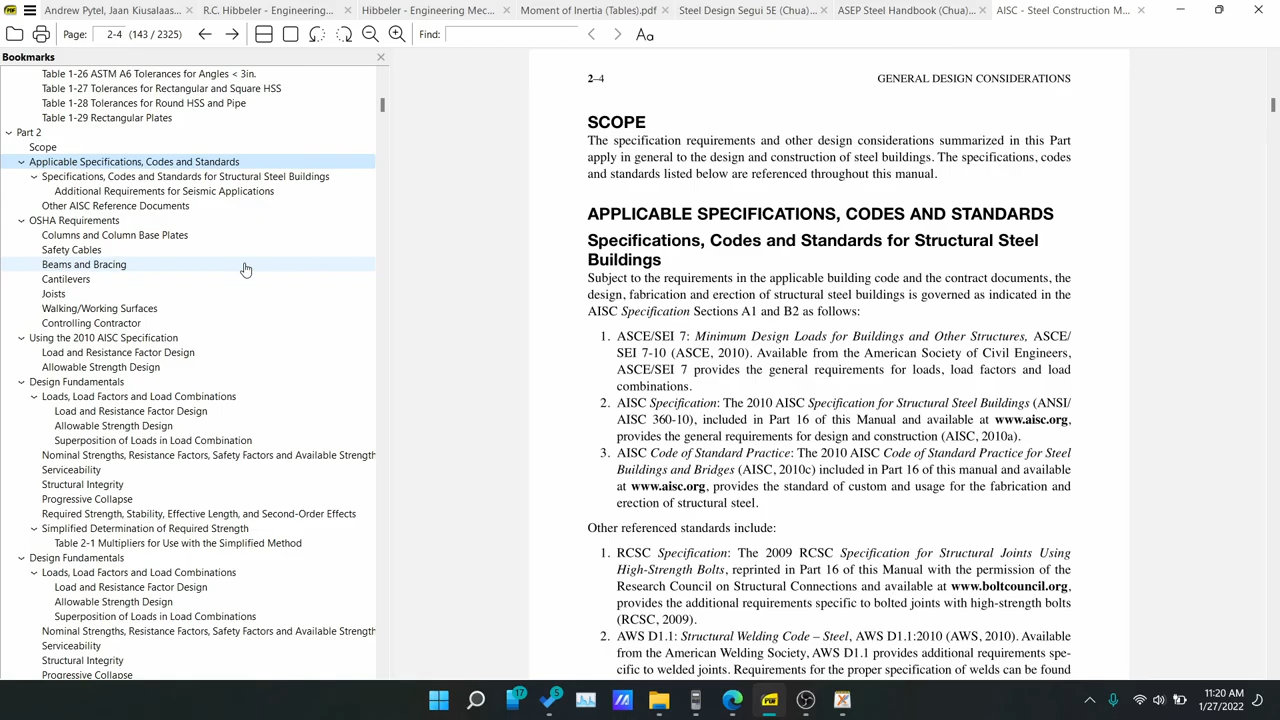 Andrew Pytel, Jaan Kiusalaas...
R.C. Hibbeler - Engineering...
Hibbeler - Engineering Mec...
Moment of Inertia (Tables).pdf
Steel Design Segui 5E (Chua)...
ASEP Steel Handbook (Chua)...
AISC - Steel Construction M...
Page: 2-4 (143 / 2325)
Find:
Aa
Bookmarks
Table 1-26 ASTM A6 Tolerances for Angles < 3in.
Table 1-27 Tolerances for Rectangular and Square HSS
Table 1-28 Tolerances for Round HSS and Pipe
Table 1-29 Rectangular Plates
Part 2
Scope
Applicable Specifications, Codes and Standards
Specifications, Codes and Standards for Structural Steel Buildings
Additional Requirements for Seismic Applications
Other AISC Reference Documents
OSHA Requirements
Columns and Column Base Plates
Safety Cables
Beams and Bracing
Cantilevers
Joists
Walking/Working Surfaces
Controlling Contractor
Using the 2010 AISC Specification
Load and Resistance Factor Design
Allowable Strength Design
Design Fundamentals
Loads, Load Factors and Load Combinations
Load and Resistance Factor Design
Allowable Strength Design
Superposition of Loads in Load Combination
Nominal Strengths, Resistance Factors, Safety Factors and Available Strength
Serviceability
Structural Integrity
Progressive Collapse
Required Strength, Stability, Effective Length, and Second-Order Effects
Simplified Determination of Required Strength
Table 2-1 Multipliers for Use with the Simplified Method
Design Fundamentals
Loads, Load Factors and Load Combinations
Load and Resistance Factor Design
Allowable Strength Design
Superposition of Loads in Load Combinations
Nominal Strengths, Resistance Factors, Safety Factors and Available Strength
Serviceability
Structural Integrity
Progressive Collapse
2–4 GENERAL DESIGN CONSIDERATIONS
SCOPE
The specification requirements and other design considerations summarized in this Part
apply in general to the design and construction of steel buildings. The specifications, codes
and standards listed below are referenced throughout this manual.
APPLICABLE SPECIFICATIONS, CODES AND STANDARDS
Specifications, Codes and Standards for Structural Steel
Buildings
Subject to the requirements in the applicable building code and the contract documents, the
design, fabrication and erection of structural steel buildings is governed as indicated in the
AISC Specification Sections A1 and B2 as follows:
1. ASCE/SEI 7: Minimum Design Loads for Buildings and Other Structures, ASCE/
SEI 7-10 (ASCE, 2010). Available from the American Society of Civil Engineers,
ASCE/SEI 7 provides the general requirements for loads, load factors and load
combinations.
2. AISC Specification: The 2010 AISC Specification for Structural Steel Buildings (ANSI/
AISC 360-10), included in Part 16 of this Manual and available at www.aisc.org,
provides the general requirements for design and construction (AISC, 2010a).
3. AISC Code of Standard Practice: The 2010 AISC Code of Standard Practice for Steel
Buildings and Bridges (AISC, 2010c) included in Part 16 of this manual and available
at www.aisc.org, provides the standard of custom and usage for the fabrication and
erection of structural steel.
Other referenced standards include:
1. RCSC Specification: The 2009 RCSC Specification for Structural Joints Using
High-Strength Bolts, reprinted in Part 16 of this Manual with the permission of the
Research Council on Structural Connections and available at www.boltcouncil.org,
provides the additional requirements specific to bolted joints with high-strength bolts
(RCSC, 2009).
2. AWS D1.1: Structural Welding Code – Steel, AWS D1.1:2010 (AWS, 2010). Available
from the American Welding Society, AWS D1.1 provides additional requirements spe-
cific to welded joints. Requirements for the proper specification of welds can be found
17
5
PDF
11:20 AM
1/27/2022